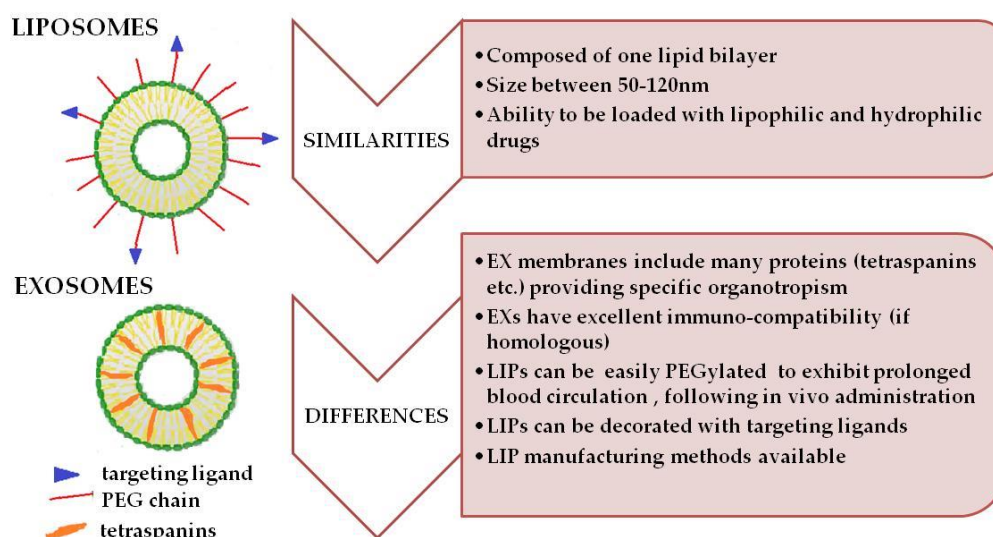 LIPOSOMES
SIMILARITIES
•Composed of one lipid bilayer
•Size between 50-120nm
•Ability to be loaded with lipophilic and hydrophilic
drugs
EXOSOMES
targeting ligand
PEG chain
tetraspanins
DIFFERENCES
•EX membranes include many proteins (tetraspanins
etc.) providing specific organotropism
•EXs have excellent immuno-compatibility (if
homologous)
•LIPs can be easily PEGylated to exhibit prolonged
blood circulation , following in vivo administration
•LIPs can be decorated with targeting ligands
•LIP manufacturing methods available